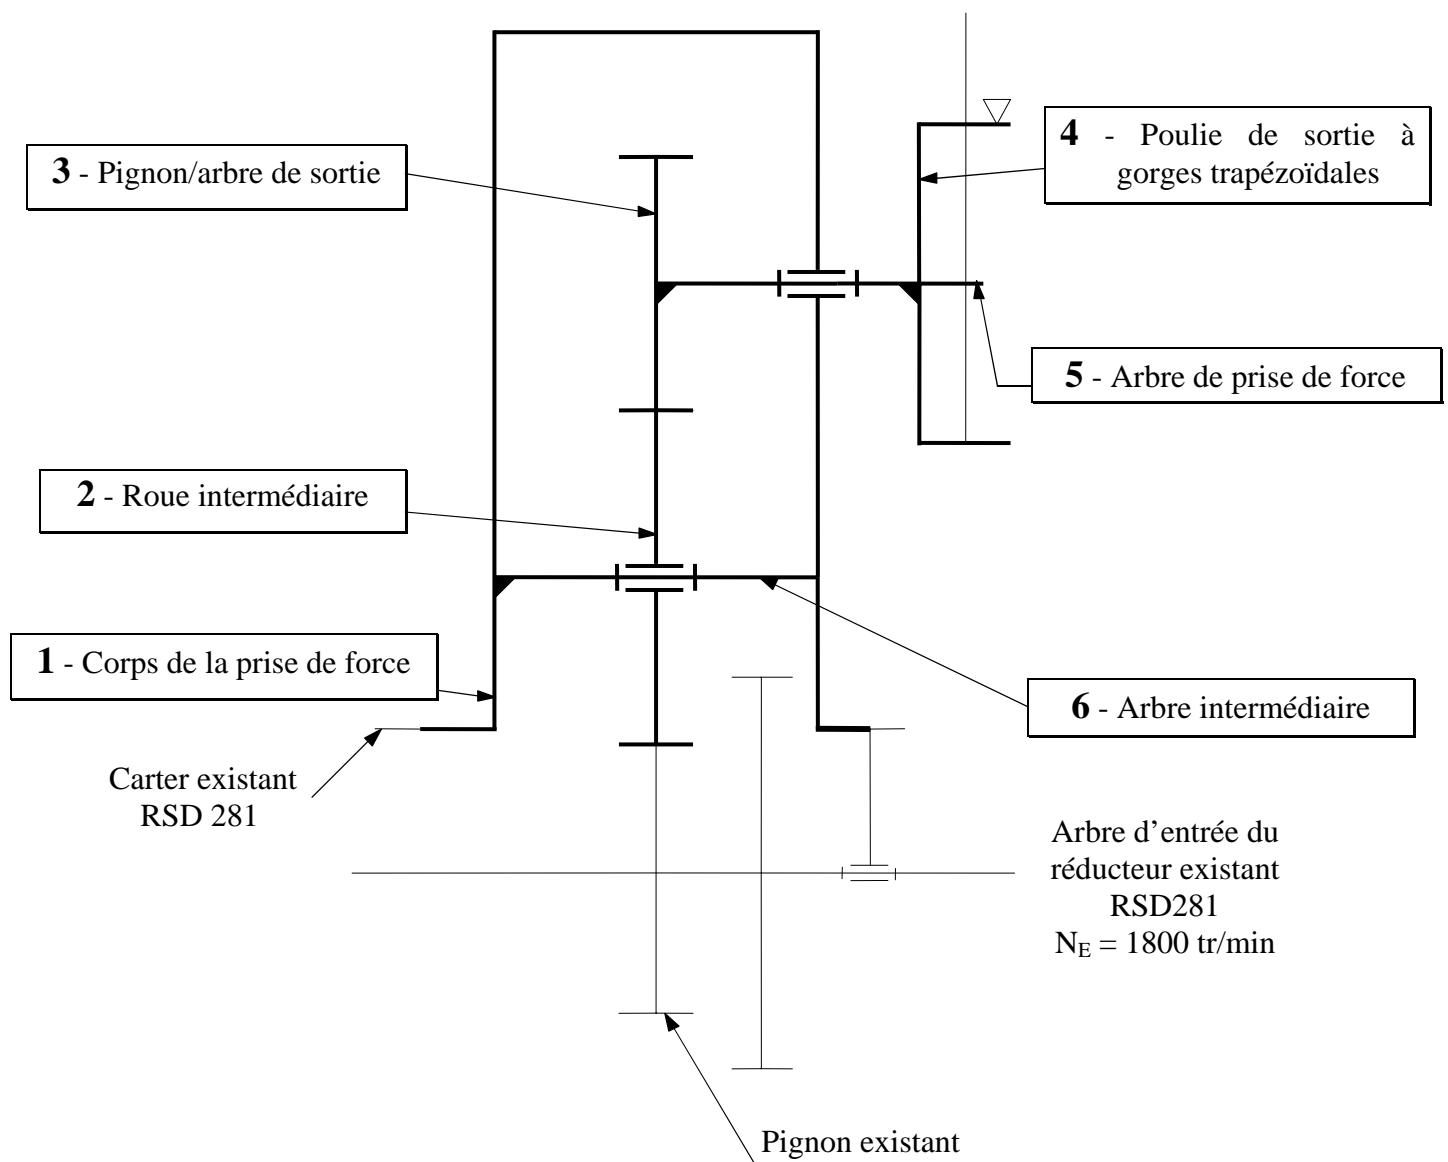 4 - Poulie de sortie à
gorges trapézoïdales
3 - Pignon/arbre de sortie
5 - Arbre de prise de force
2 - Roue intermédiaire
1 - Corps de la prise de force
6 - Arbre intermédiaire
Carter existant
RSD 281
Arbre d’entrée du
réducteur existant
RSD281
NE = 1800 tr/min
Pignon existant